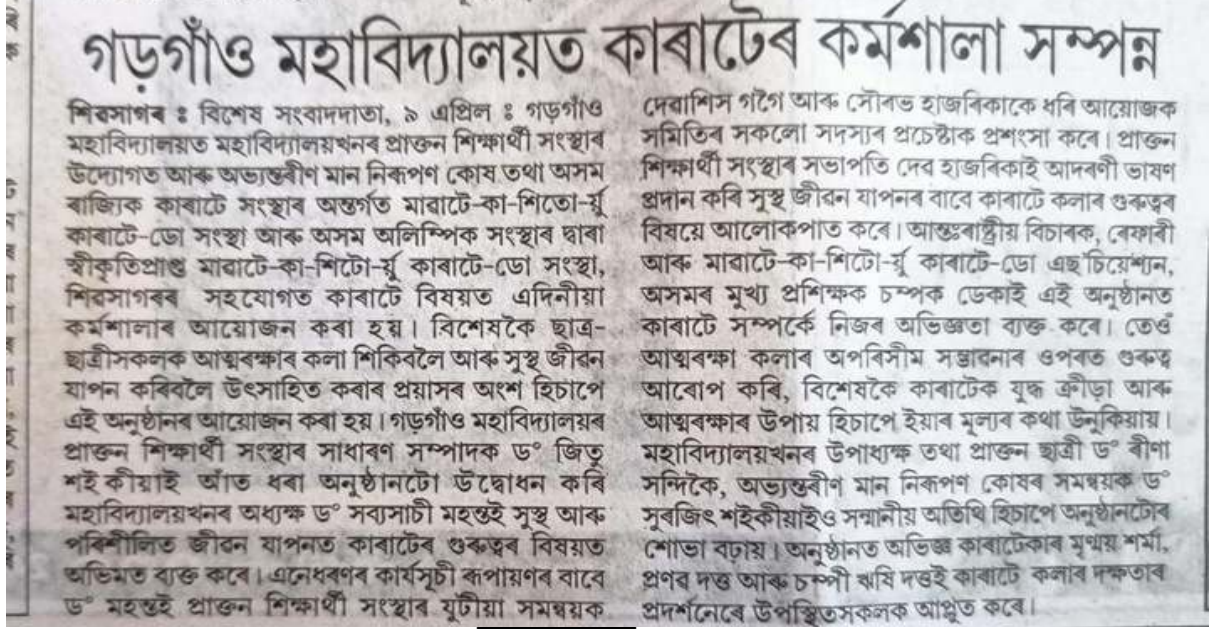 গড়গাঁও মহাবিদ্যালয়ত কাৰাটেৰ কৰ্মশালা সম্পন্ন
শিৱসাগৰ ঃ বিশেষ সংবাদদাতা, ৯ এপ্ৰিল ঃ গড়গাঁও
মহাবিদ্যালয়ত মহাবিদ্যালয়খনৰ প্ৰাক্তন শিক্ষাৰ্থী সংস্থাৰ
উদ্যোগত আৰু অভ্যন্তৰীণ মান নিৰূপণ কোষ তথা অসম
ৰাজ্যিক কাৰাটে সংস্থাৰ অন্তৰ্গত মাবাটে-কা-শিতো-ৰ্যু
কাৰাটে-ডো সংস্থা আৰু অসম অলিম্পিক সংস্থাৰ দ্বাৰা
স্বীকৃতিপ্ৰাপ্ত মাবাটে-কা-শিটো-ৰ্যু কাৰাটে-ডো সংস্থা,
শিৱসাগৰৰ সহযোগত কাৰাটে বিষয়ত এদিনীয়া
কৰ্মশালাৰ আয়োজন কৰা হয়। বিশেষকৈ ছাত্ৰ-
ছাত্ৰীসকলক আত্মৰক্ষাৰ কলা শিকিবলৈ আৰু সুস্থ জীৱন
যাপন কৰিবলৈ উৎসাহিত কৰাৰ প্ৰয়াসৰ অংশ হিচাপে
এই অনুষ্ঠানৰ আয়োজন কৰা হয়। গড়গাঁও মহাবিদ্যালয়ৰ
প্ৰাক্তন শিক্ষাৰ্থী সংস্থাৰ সাধাৰণ সম্পাদক ড° জিতু
শইকীয়াই আঁত ধৰা অনুষ্ঠানটো উদ্বোধন কৰি
মহাবিদ্যালয়খনৰ অধ্যক্ষ ড° সব্যসাচী মহন্তই সুস্থ আৰু
পৰিশীলিত জীৱন যাপনত কাৰাটেৰ গুৰুত্বৰ বিষয়ত
অভিমত ব্যক্ত কৰে। এনেধৰণৰ কাৰ্যসূচী ৰূপায়ণৰ বাবে
ড° মহন্তই প্ৰাক্তন শিক্ষাৰ্থী সংস্থাৰ যুটীয়া সমন্বয়ক
দেবাশিস গগৈ আৰু সৌৰভ হাজৰিকাকে ধৰি আয়োজক
সমিতিৰ সকলো সদস্যৰ প্ৰচেষ্টাক প্ৰশংসা কৰে। প্ৰাক্তন
শিক্ষাৰ্থী সংস্থাৰ সভাপতি দেৱ হাজৰিকাই আদৰণী ভাষণ
প্ৰদান কৰি সুস্থ জীৱন যাপনৰ বাবে কাৰাটে কলাৰ গুৰুত্বৰ
বিষয়ে আলোকপাত কৰে। আন্তঃৰাষ্ট্ৰীয় বিচাৰক, ৰেফাৰী
আৰু মাবাটে-কা-শিটো-ৰ্যু কাৰাটে-ডো এছ'চিয়েশ্যন,
অসমৰ মুখ্য প্ৰশিক্ষক চম্পক ডেকাই এই অনুষ্ঠানত
কাৰাটে সম্পৰ্কে নিজৰ অভিজ্ঞতা ব্যক্ত কৰে। তেওঁ
আত্মৰক্ষা কলাৰ অপৰিসীম সম্ভাৱনাৰ ওপৰত গুৰুত্ব
আৰোপ কৰি, বিশেষকৈ কাৰাটেক যুদ্ধ ক্ৰীড়া আৰু
আত্মৰক্ষাৰ উপায় হিচাপে ইয়াৰ মূল্যৰ কথা উনুকিয়ায়।
মহাবিদ্যালয়খনৰ উপাধ্যক্ষ তথা প্ৰাক্তন ছাত্ৰী ড° ৰীণা
সন্দিকৈ, অভ্যন্তৰীণ মান নিৰূপণ কোষৰ সমন্বয়ক ড°
সুৰজিৎ শইকীয়াইও সন্মানীয় অতিথি হিচাপে অনুষ্ঠানটোৰ
শোভা বঢ়ায়। অনুষ্ঠানত অভিজ্ঞ কাৰাটেকাৰ মৃন্ময় শৰ্মা,
প্ৰণৱ দত্ত আৰু চম্পী ঋষি দত্তই কাৰাটে কলাৰ দক্ষতাৰ
প্ৰদৰ্শনেৰে উপস্থিতসকলক আপ্লুত কৰে।